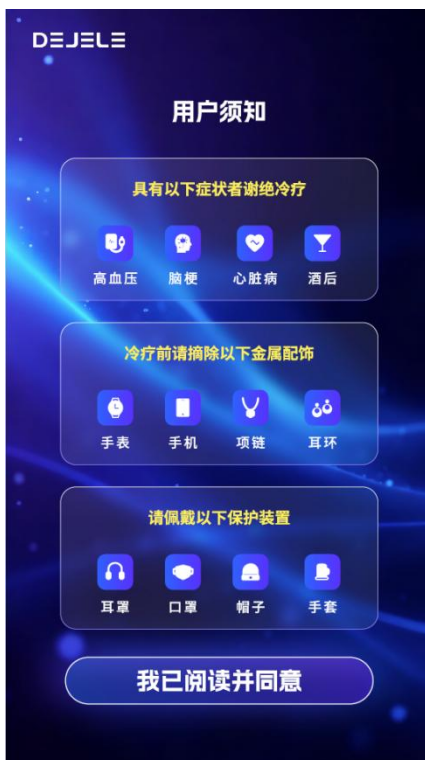 DEJELE
用户须知
具有以下症状者谢绝冷疗
高血压 脑梗 心脏病 酒后
冷疗前请摘除以下金属配饰
手表 手机 项链 耳环
请佩戴以下保护装置
耳罩 口罩 帽子 手套
我已阅读并同意